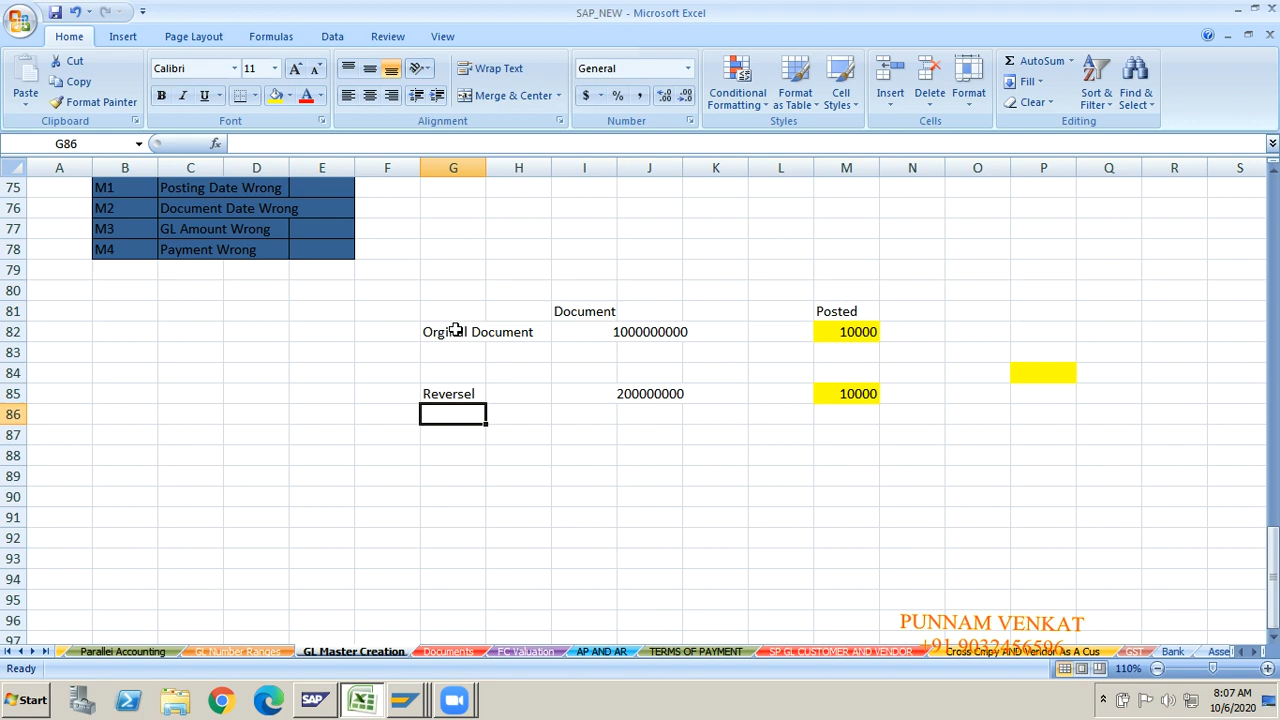 SAP_NEW - Microsoft Excel
Home Insert Page Layout Formulas Data Review View
Cut
Copy
Format Painter
Paste
Clipboard
Calibri 11
B I U
Font
Wrap Text
Merge & Center
Alignment
General
$ % ,
Number
Conditional Formatting
Format as Table
Cell Styles
Styles
Insert Delete Format
Cells
AutoSum
Fill
Clear
Sort & Filter
Find & Select
Editing
G86 fx
A B C D E F G H I J K L M N O P Q R S
75 M1 Posting Date Wrong
76 M2 Document Date Wrong
77 M3 GL Amount Wrong
78 M4 Payment Wrong
79
80
81 Document Posted
82 Document 1000000000 10000
83
84
85 Reversel 200000000 10000
86
87
88
89
90
91
92
93
94
95
96
97
PUNNAM VENKAT
+91 9032456596
Parallei Accounting GL Number Ranges GL Master Creation Documents FC Valuation AP AND AR TERMS OF PAYMENT SP GL CUSTOMER AND VENDOR Cross Cmpy AND Vendor As A Cus GST Bank Asse
Ready 110%
Start SAP 8:07 AM
10/6/2020